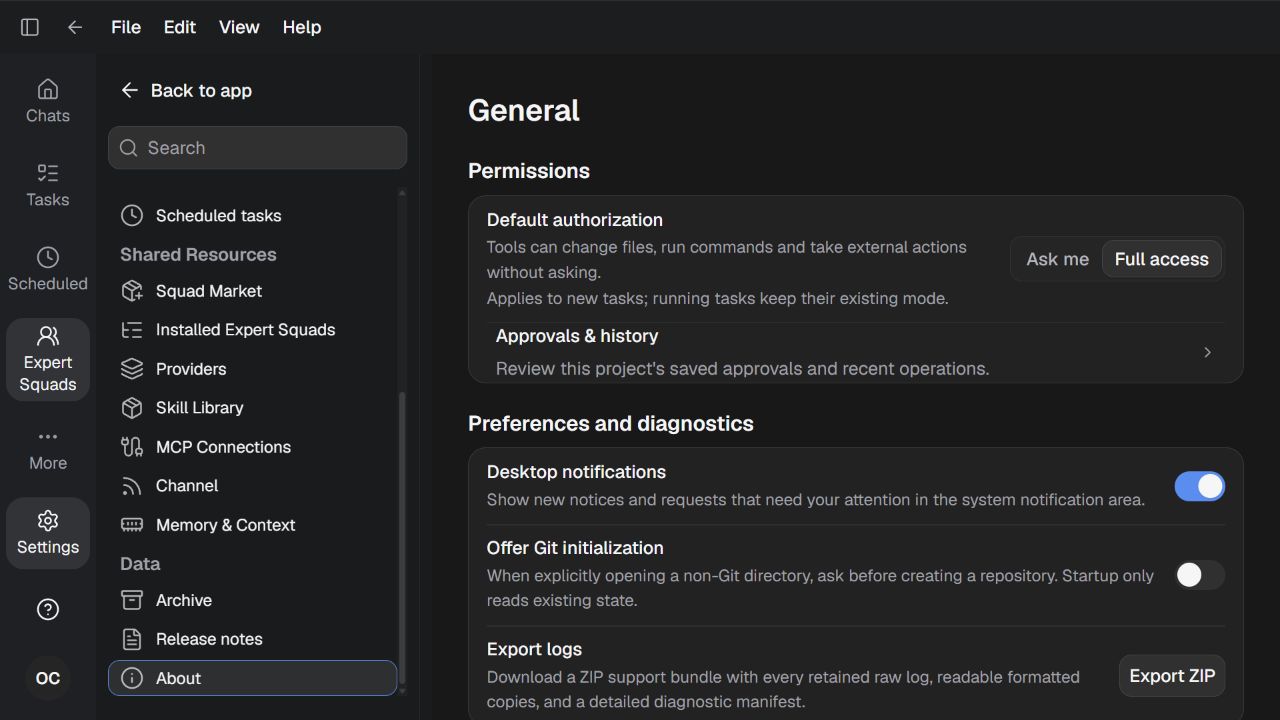 File Edit View Help
Chats
Tasks
Scheduled
Expert
Squads
More
Settings
OC
Back to app
Search
Scheduled tasks
Shared Resources
Squad Market
Installed Expert Squads
Providers
Skill Library
MCP Connections
Channel
Memory & Context
Data
Archive
Release notes
About
General
Permissions
Default authorization
Tools can change files, run commands and take external actions
without asking.
Applies to new tasks; running tasks keep their existing mode.
Ask me Full access
Approvals & history
Review this project's saved approvals and recent operations.
Preferences and diagnostics
Desktop notifications
Show new notices and requests that need your attention in the system notification area.
Offer Git initialization
When explicitly opening a non-Git directory, ask before creating a repository. Startup only
reads existing state.
Export logs
Download a ZIP support bundle with every retained raw log, readable formatted
copies, and a detailed diagnostic manifest.
Export ZIP